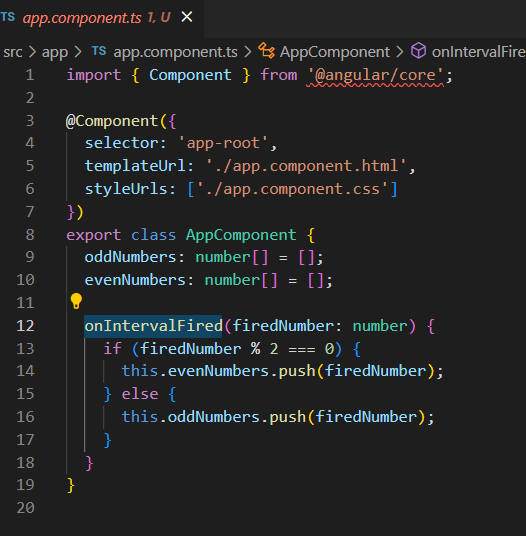 TS app.component.ts 1, U ×
src > app > TS app.component.ts > AppComponent > onIntervalFire
1 import { Component } from '@angular/core';
2
3 @Component({
4   selector: 'app-root',
5   templateUrl: './app.component.html',
6   styleUrls: ['./app.component.css']
7 })
8 export class AppComponent {
9   oddNumbers: number[] = [];
10   evenNumbers: number[] = [];
11
12   onIntervalFired(firedNumber: number) {
13     if (firedNumber % 2 === 0) {
14       this.evenNumbers.push(firedNumber);
15     } else {
16       this.oddNumbers.push(firedNumber);
17     }
18   }
19 }
20